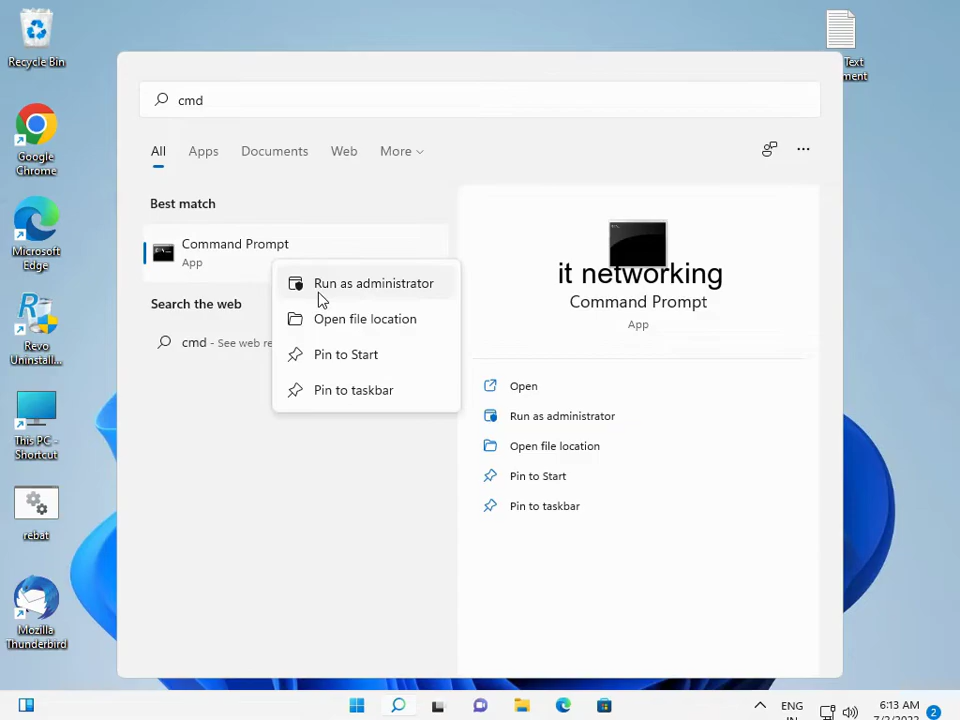 Recycle Bin
Google
Chrome
Microsoft
Edge
Revo
Uninstall...
This PC -
Shortcut
rebat
Mozilla
Thunderbird
Text
ment
cmd
All
Apps
Documents
Web
More
Best match
Command Prompt
App
Search the web
cmd - See web re
Run as administrator
Open file location
Pin to Start
Pin to taskbar
it networking
Command Prompt
App
Open
Run as administrator
Open file location
Pin to Start
Pin to taskbar
ENG
IN
6:13 AM
2